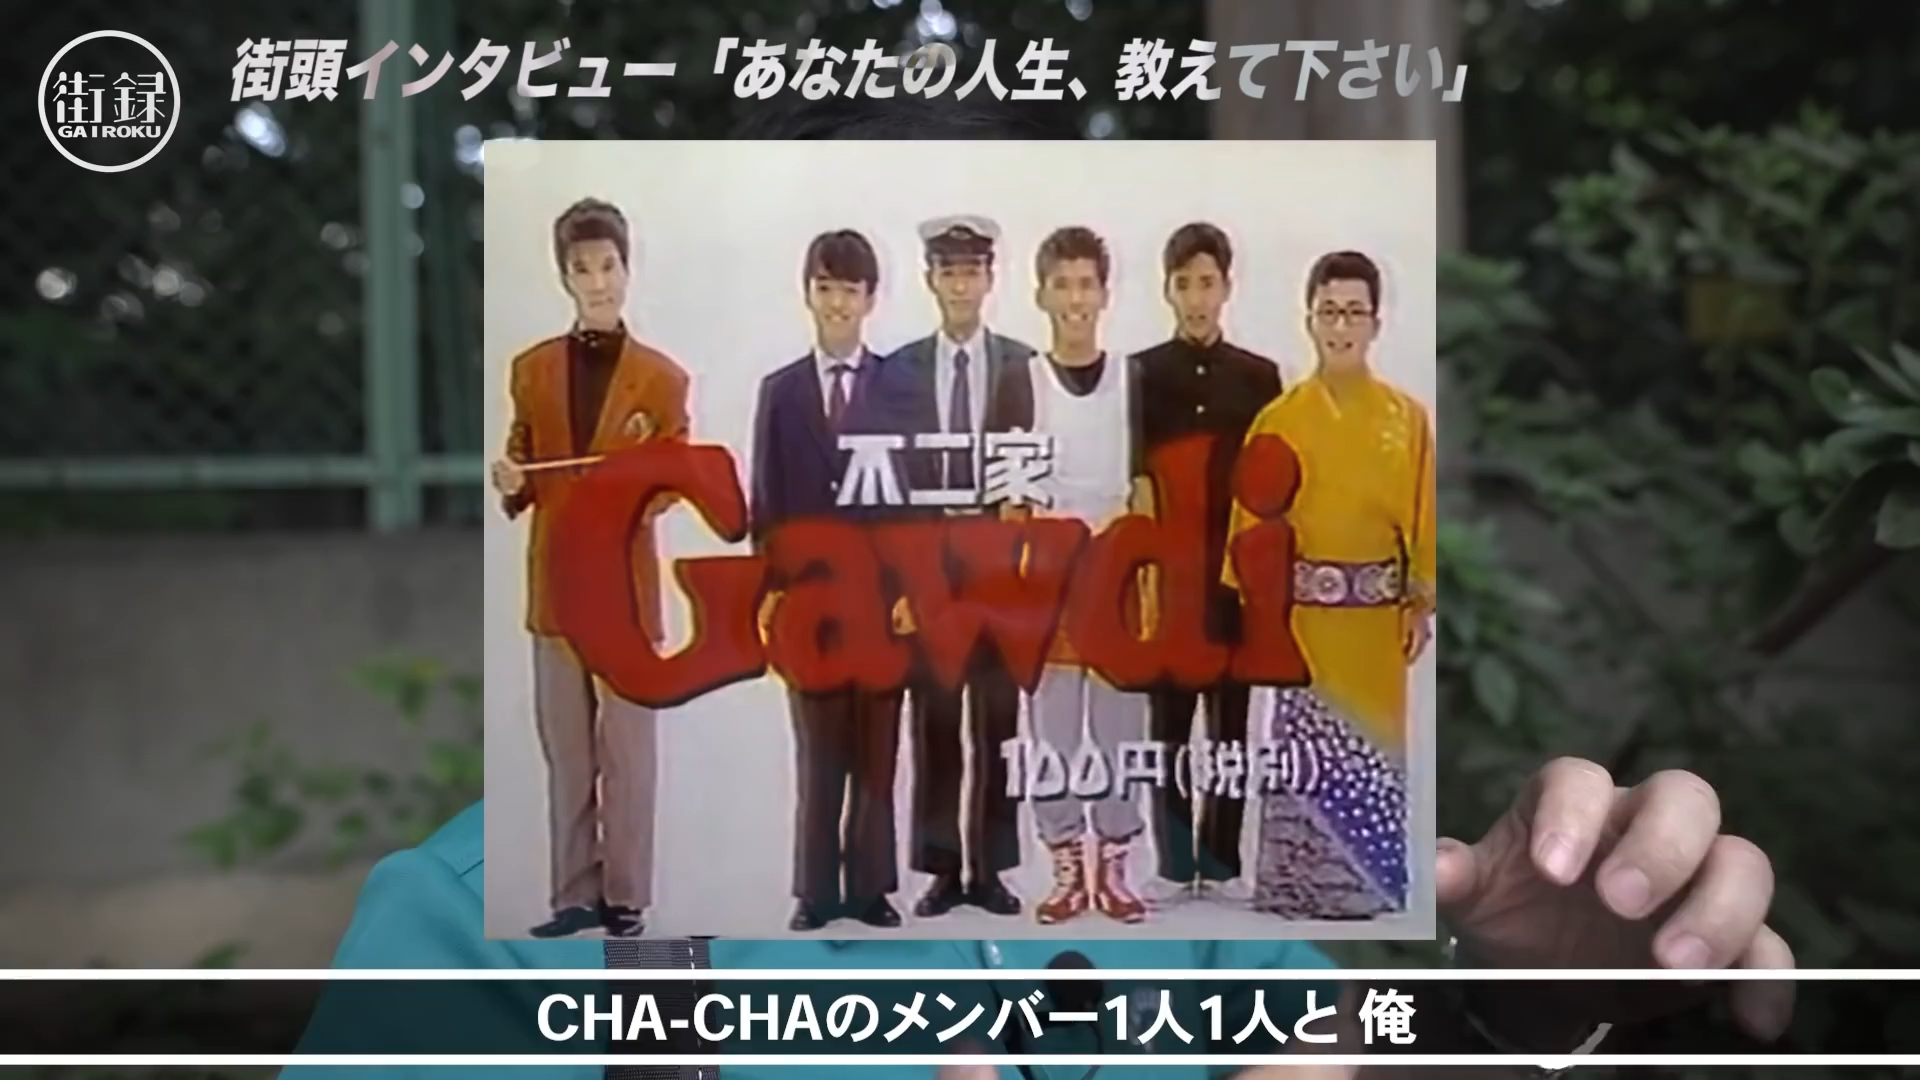 街録
GAIROKU
街頭インタビュー「あなたの人生、教えて下さい」
不二家
Gawdi
100円(税別)
CHA-CHAのメンバー1人1人と 俺